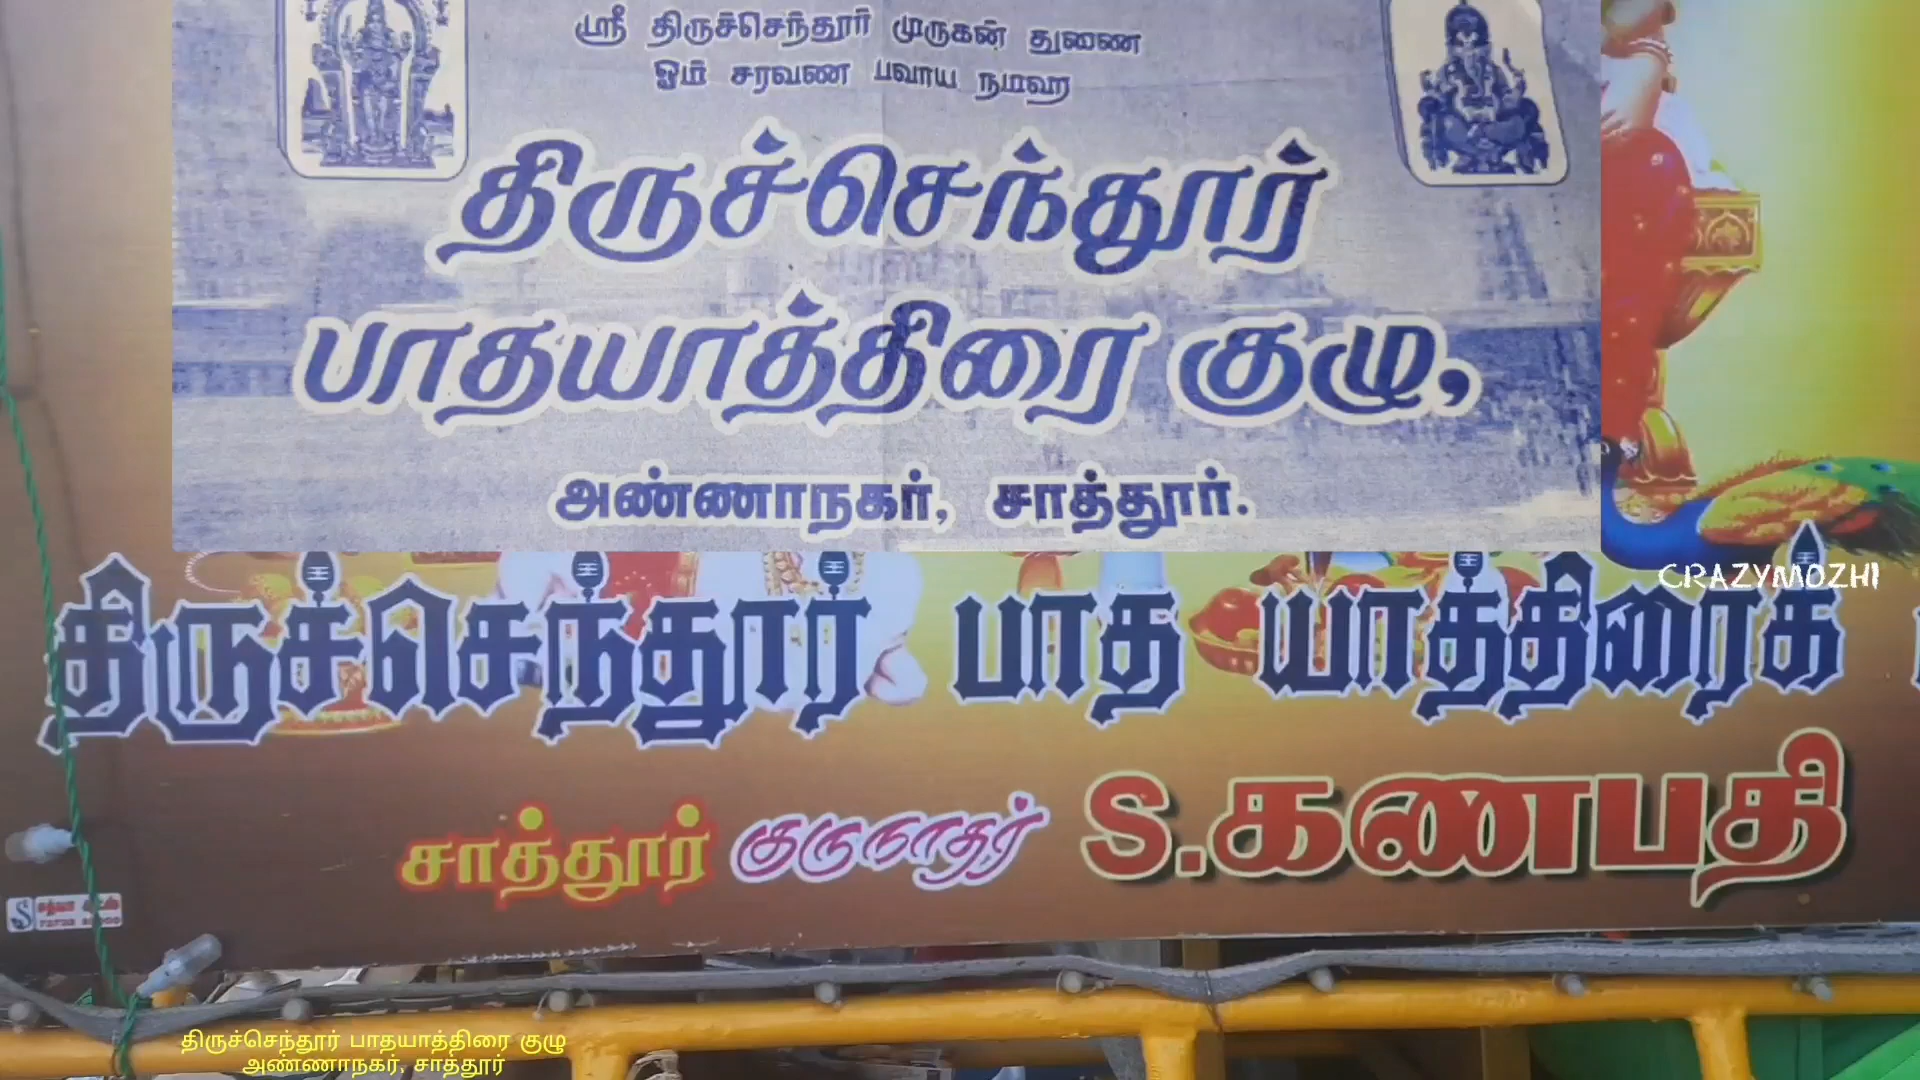 ஸ்ரீ திருச்செந்தூர் முருகன் துணை
ஓம் சரவண பவாய நமஹ
திருச்செந்தூர்
பாதயாத்திரை குழு,
அண்ணாநகர், சாத்தூர்.
CRAZYMOZHI
திருச்செந்தூர் பாத யாத்திரைக்
சாத்தூர் குருநாதர் S.கணபதி
திருச்செந்தூர் பாதயாத்திரை குழு
அண்ணாநகர், சாத்தூர்